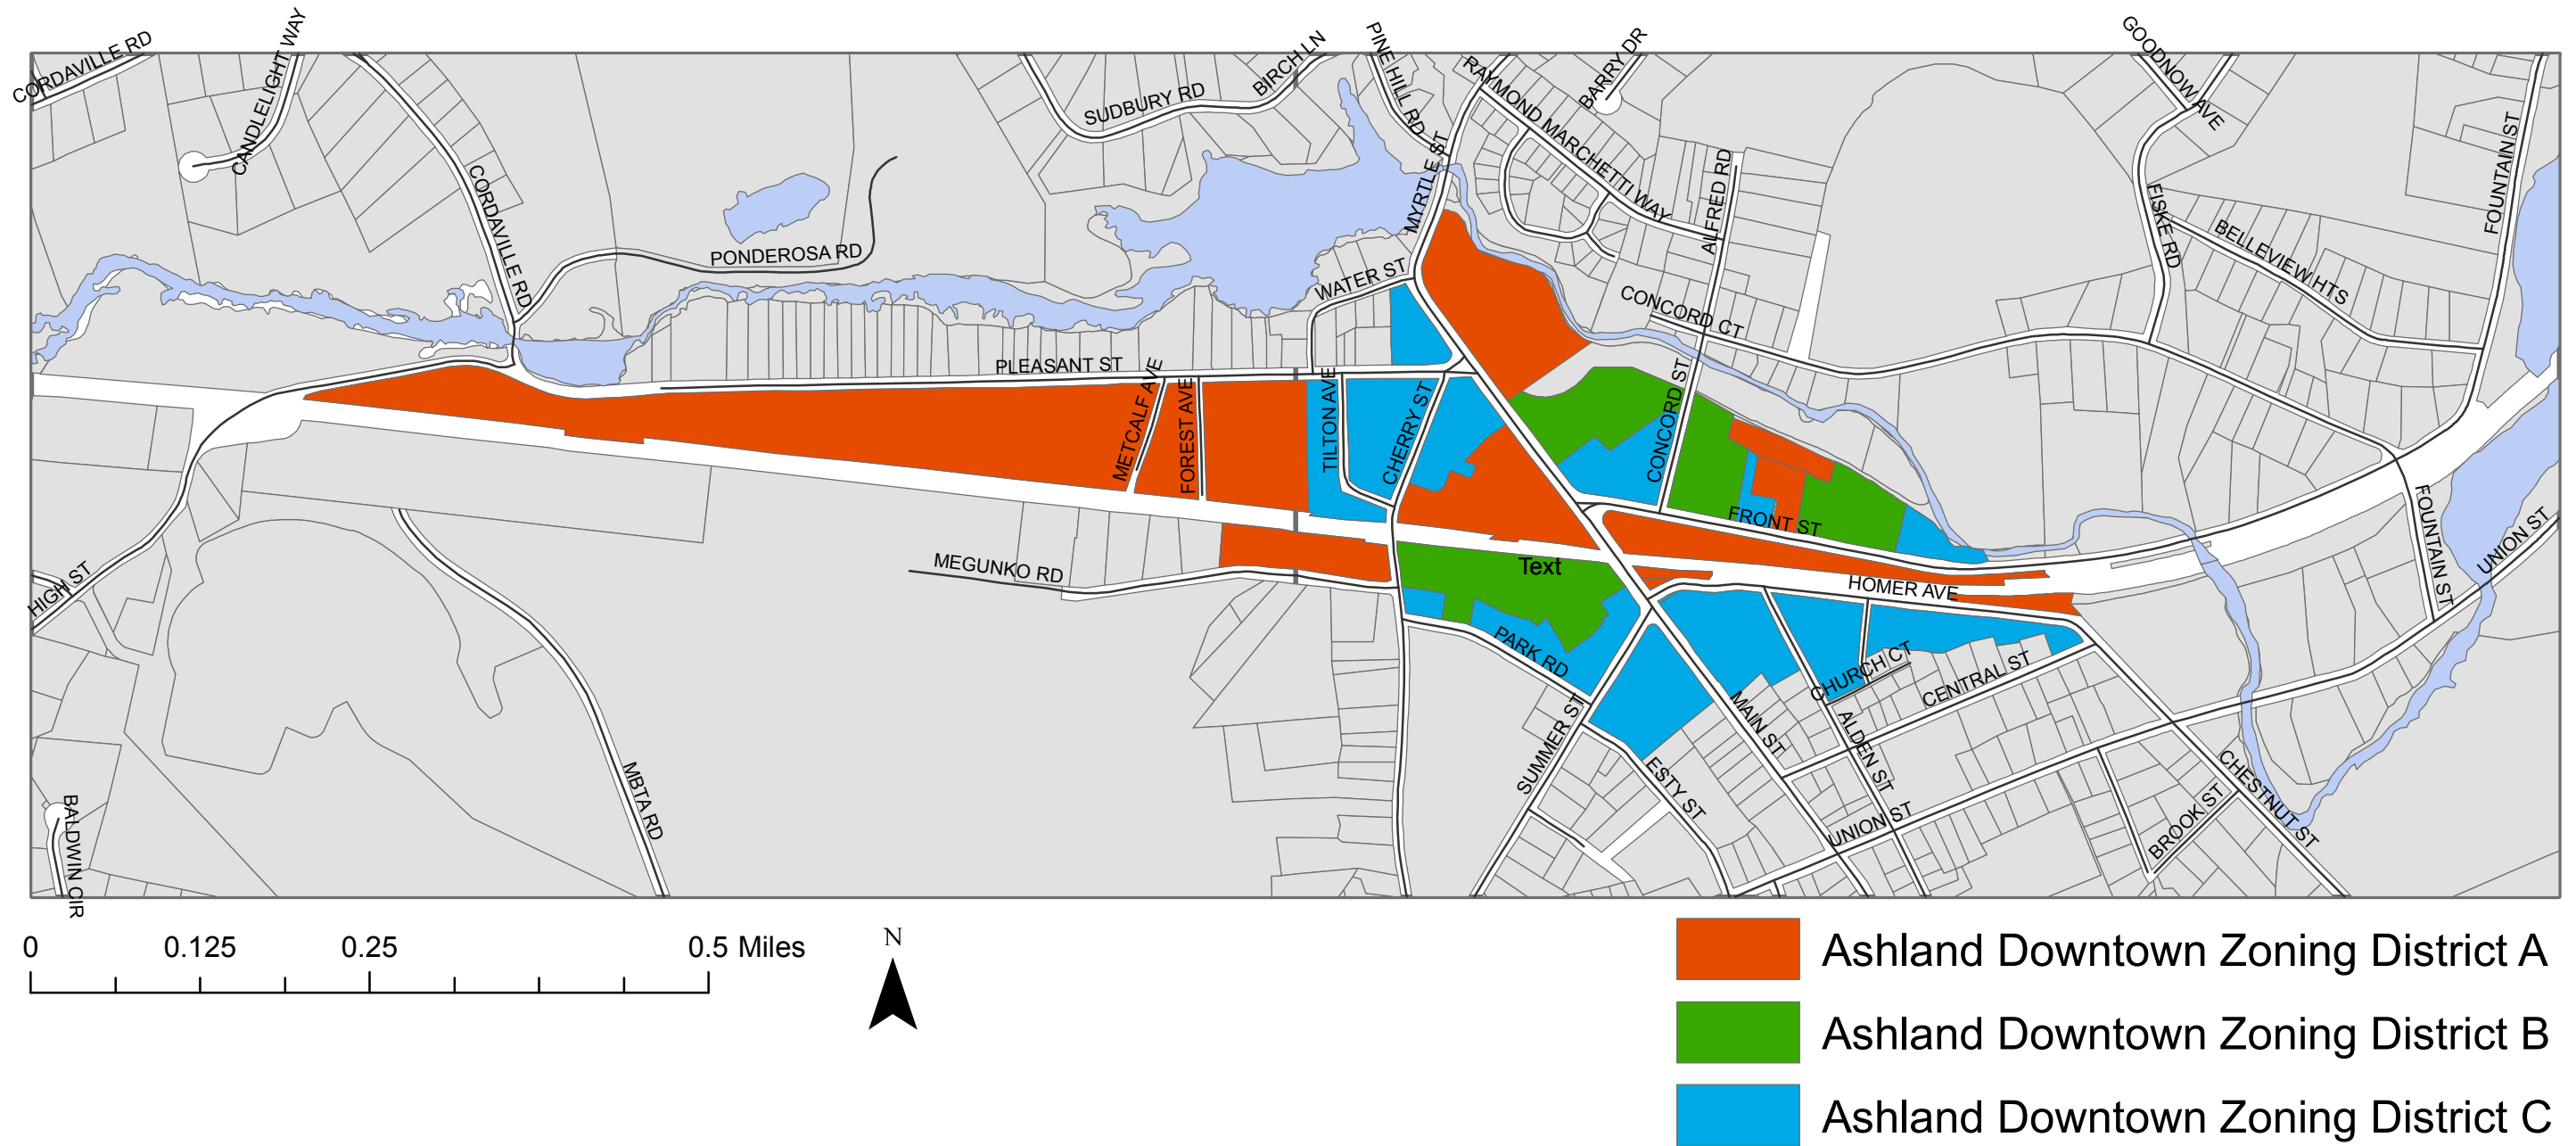 CORDAVILLE RD
CANDLELIGHT WAY
CORDAVILLE RD
PONDEROSA RD
SUDBURY RD
BIRCH LN
PINE HILL RD
MYRTLE ST
RAYMOND MARCHETTI WAY
BARRY DR
ALFRED RD
GOODNOW AVE
FOUNTAIN ST
FISKE RD
BELLEVIEW HTS
WATER ST
CONCORD CT
PLEASANT ST
METCALF AVE
FOREST AVE
TILTON AVE
CHERRY ST
CONCORD ST
FRONT ST
Text
HOMER AVE
MEGUNKO RD
HIGH ST
FOUNTAIN ST
UNION ST
PARK RD
CHURCH CT
CENTRAL ST
SUMMER ST
MAIN ST
ALDEN ST
ESTY ST
UNION ST
BROOK ST
CHESTNUT ST
MBTA RD
BALDWIN CIR
0 0.125 0.25 0.5 Miles
N
Ashland Downtown Zoning District A
Ashland Downtown Zoning District B
Ashland Downtown Zoning District C